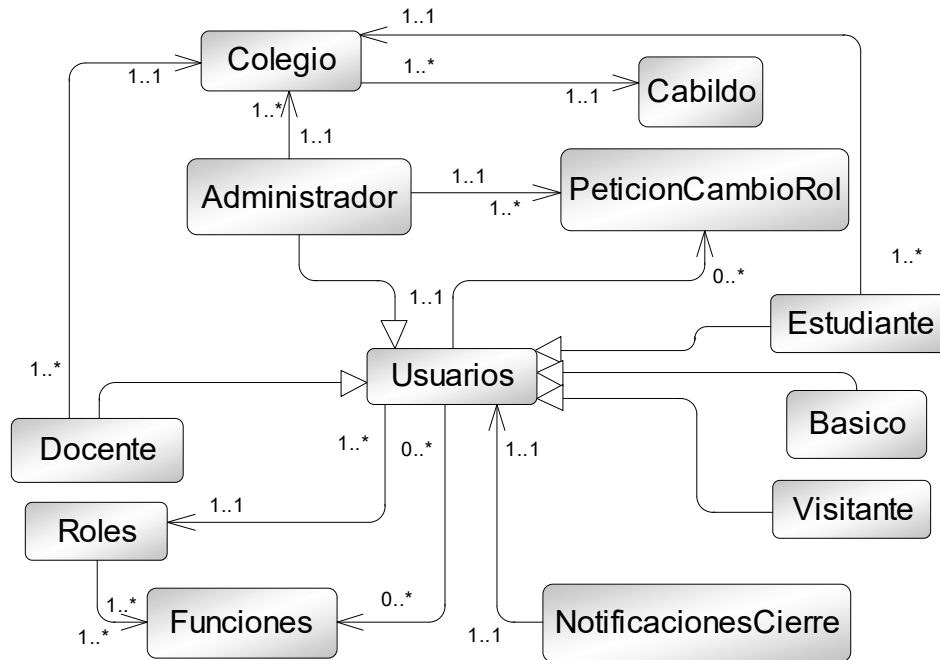 1..1
Colegio
1..1
1..*
1..1
Cabildo
1..*
1..1
Administrador
1..1
1..*
PeticionCambioRol
1..*
0..*
1..1
Estudiante
Usuarios
1..*
Basico
Docente
1..*
0..*
1..1
1..1
Roles
Visitante
1..*
0..*
Funciones
1..*
1..1
NotificacionesCierre